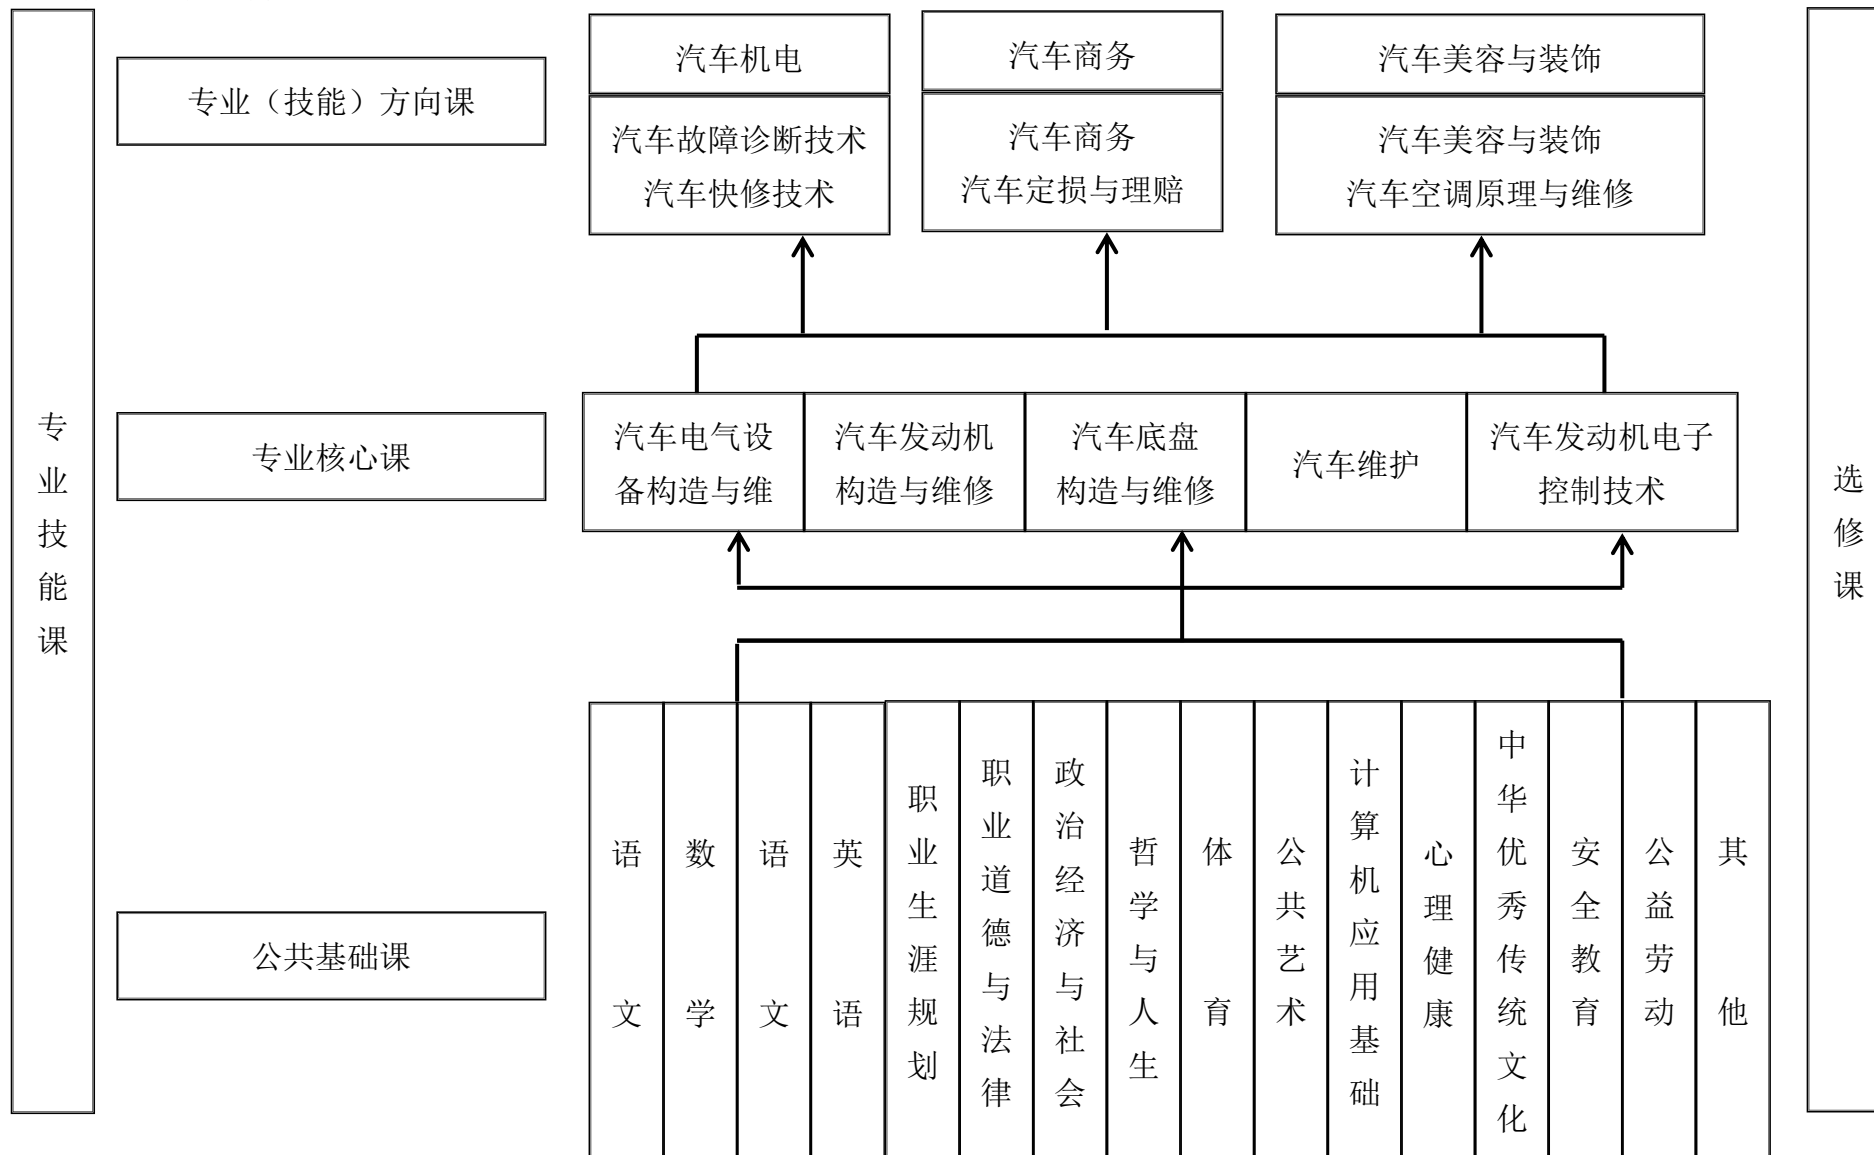 专业技能课
专业（技能）方向课
汽车机电
汽车故障诊断技术
汽车快修技术
汽车商务
汽车商务
汽车定损与理赔
汽车美容与装饰
汽车美容与装饰
汽车空调原理与维修
专业核心课
汽车电气设
备构造与维
汽车发动机
构造与维修
汽车底盘
构造与维修
汽车维护
汽车发动机电子
控制技术
公共基础课
语文
数学
语文
英语
职业生涯规划
职业道德与法律
政治经济与社会
哲学与人生
体育
公共艺术
计算机应用基础
心理健康
中华优秀传统文化
安全教育
公益劳动
其他
选修课